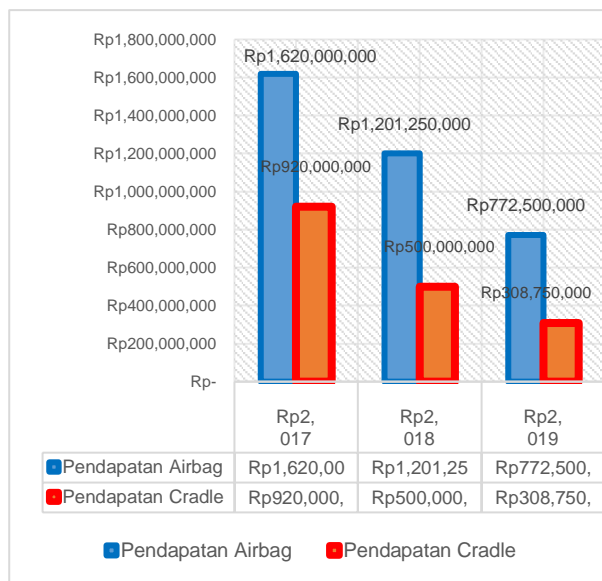 Rp1,800,000,000
Rp1,600,000,000
Rp1,400,000,000
Rp1,200,000,000
Rp1,000,000,000
Rp800,000,000
Rp600,000,000
Rp400,000,000
Rp200,000,000
Rp-
Rp1,620,000,000
Rp920,000,000
Rp1,201,250,000
Rp500,000,000
Rp772,500,000
Rp308,750,000
Rp2,
017
Rp2,
018
Rp2,
019
Pendapatan Airbag Rp1,620,00 Rp1,201,25 Rp772,500,
Pendapatan Cradle Rp920,000, Rp500,000, Rp308,750,
Pendapatan Airbag Pendapatan Cradle